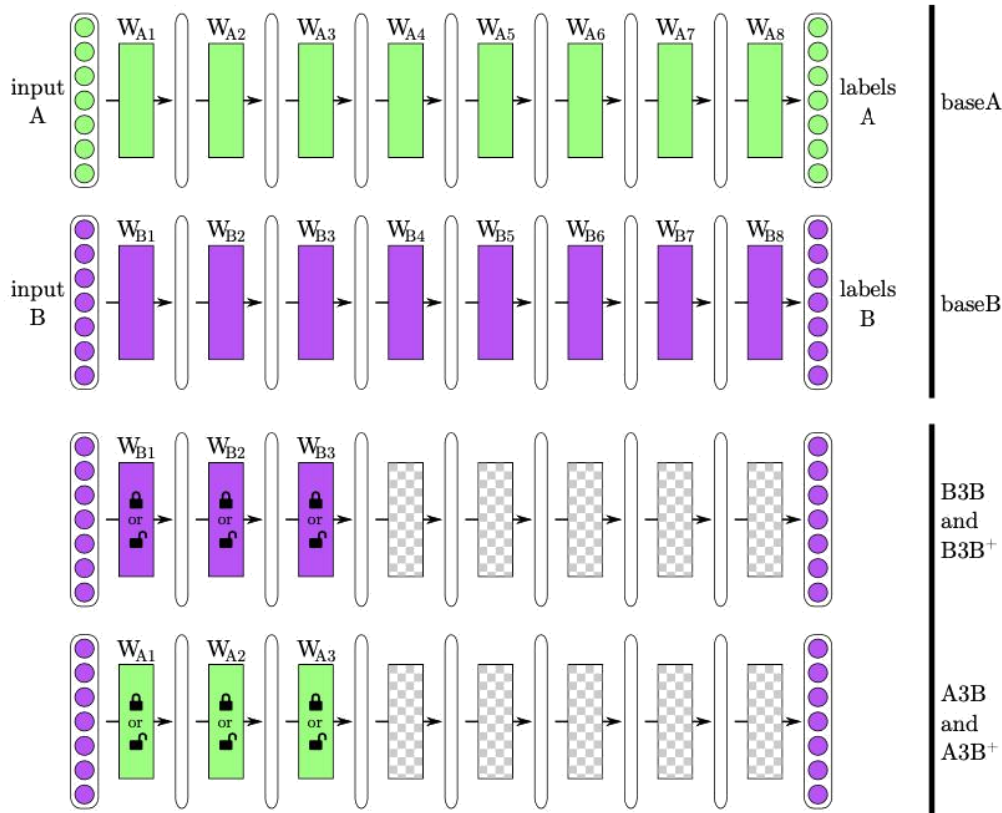 W_A1 W_A2 W_A3 W_A4 W_A5 W_A6 W_A7 W_A8
input
A
labels
A
baseA
W_B1 W_B2 W_B3 W_B4 W_B5 W_B6 W_B7 W_B8
input
B
labels
B
baseB
W_B1 W_B2 W_B3
or or or
B3B
and
B3B⁺
W_A1 W_A2 W_A3
or or or
A3B
and
A3B⁺